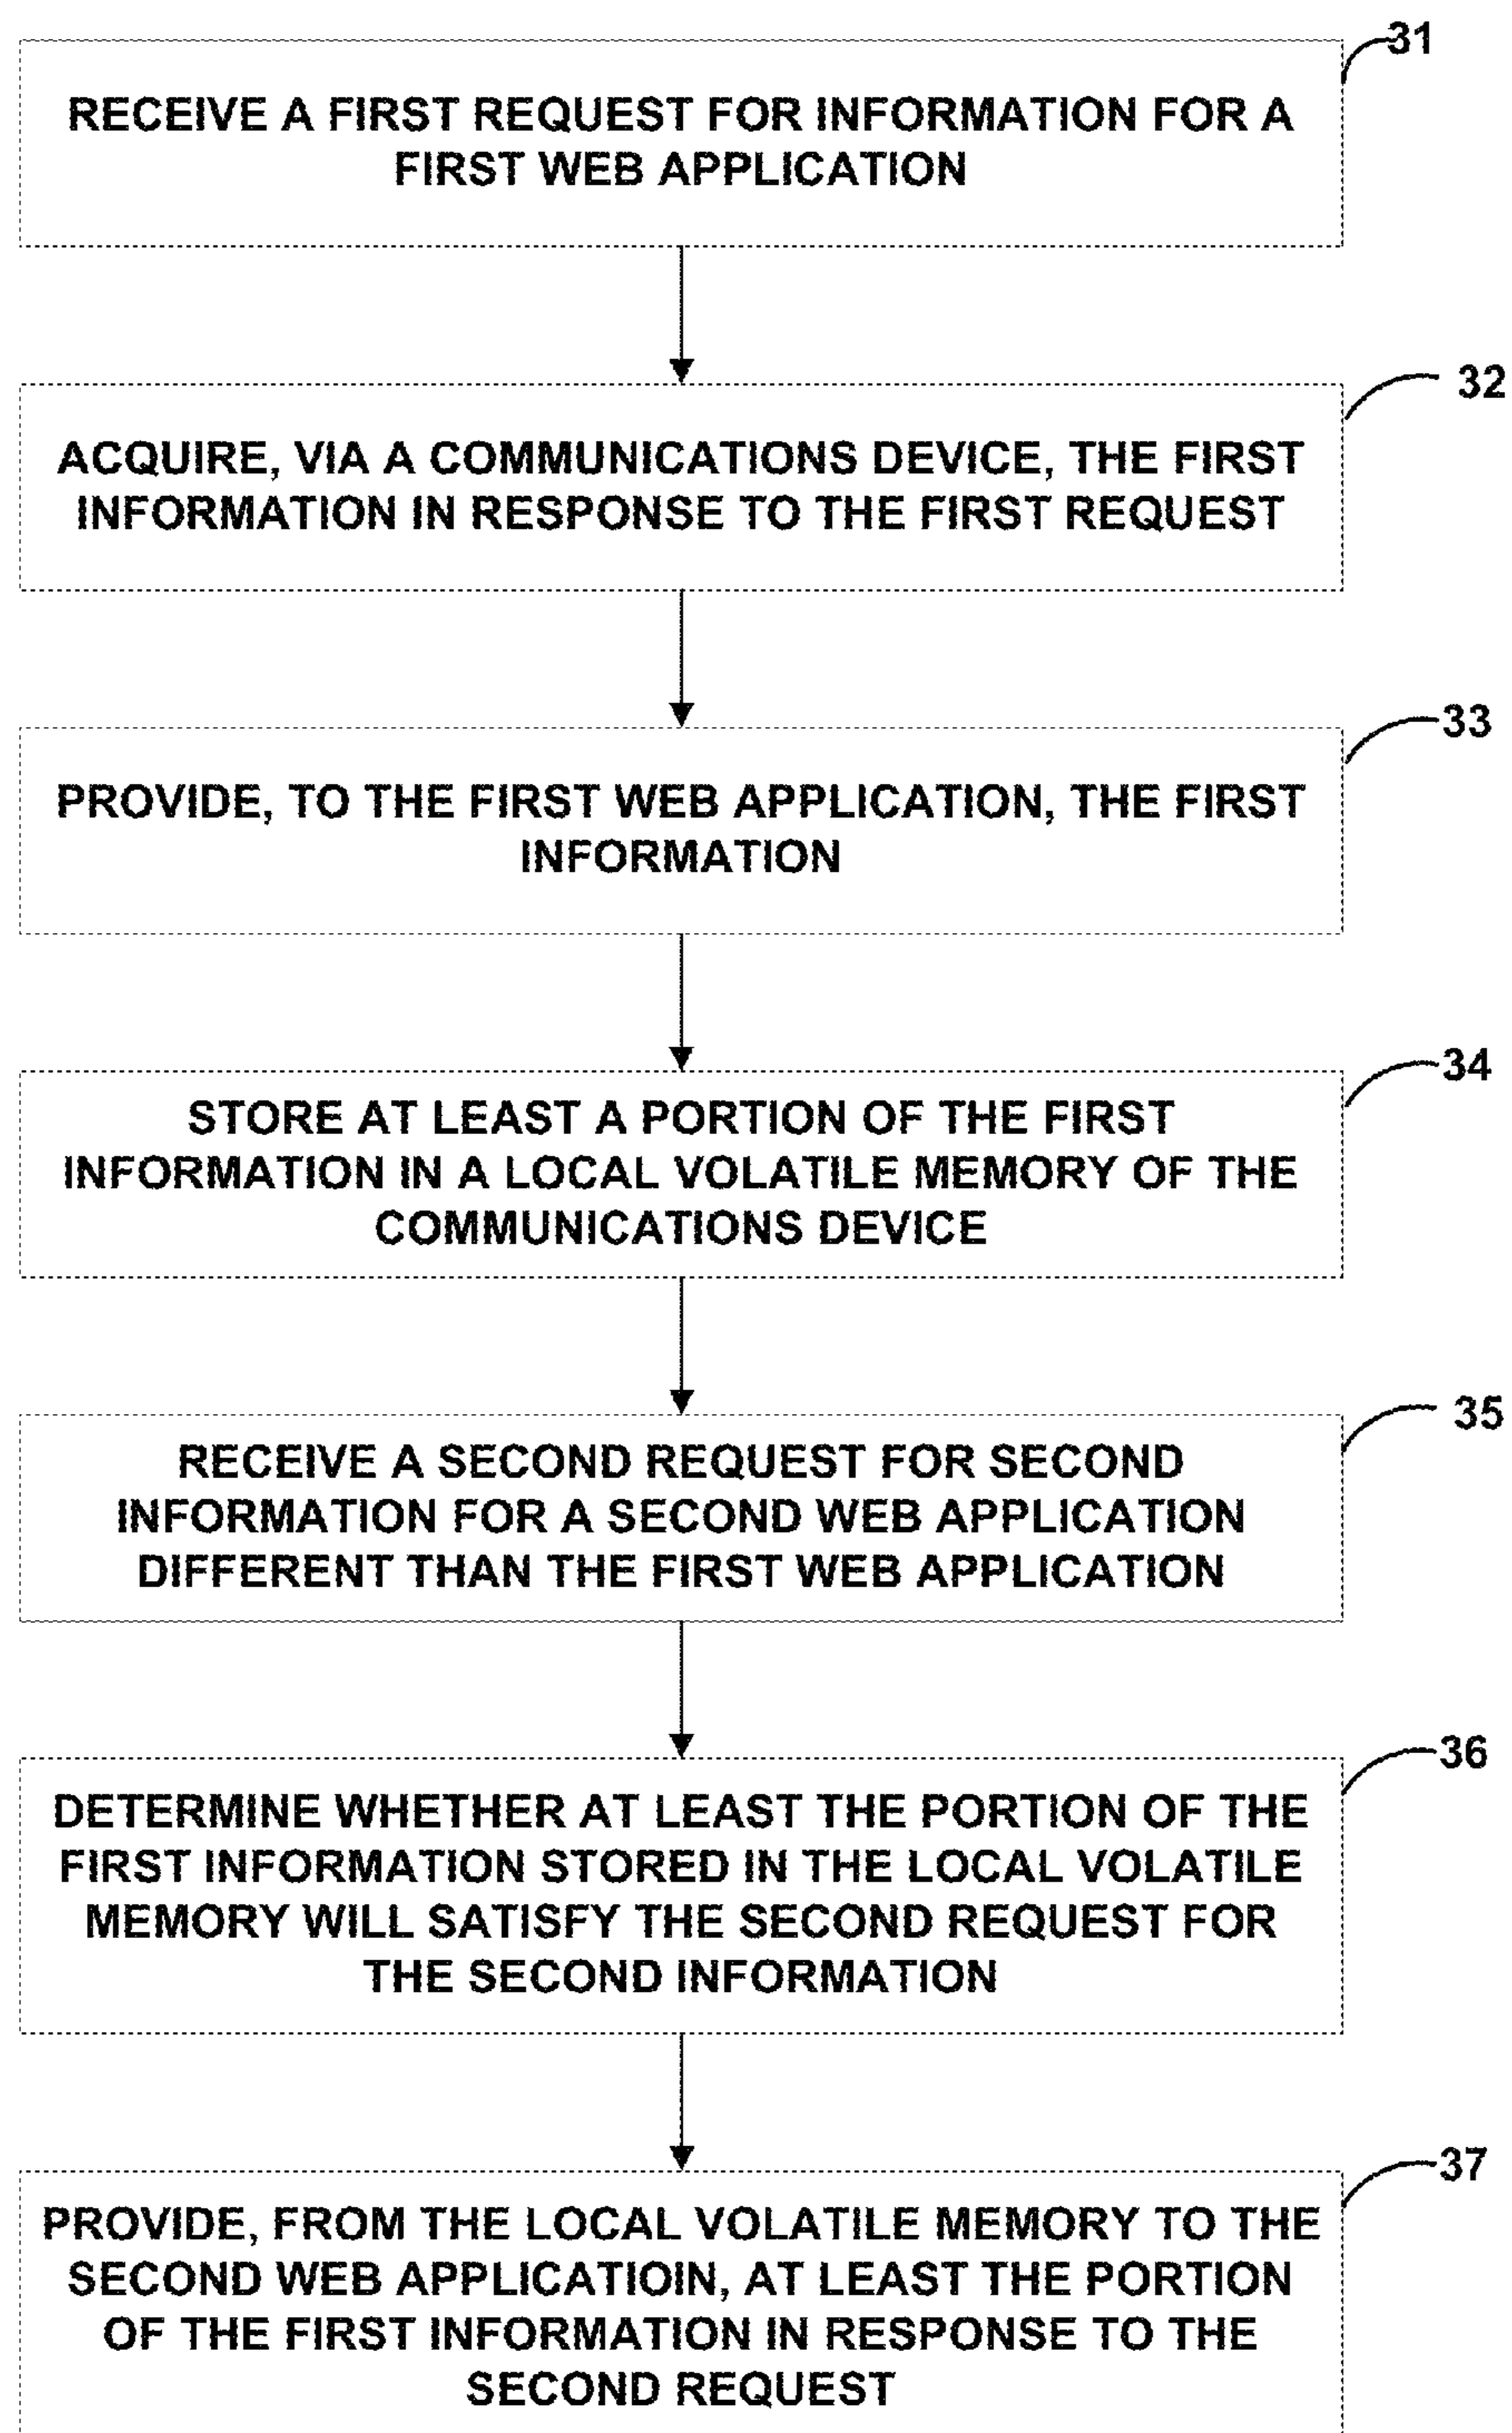 31
RECEIVE A FIRST REQUEST FOR INFORMATION FOR A
FIRST WEB APPLICATION
32
ACQUIRE, VIA A COMMUNICATIONS DEVICE, THE FIRST
INFORMATION IN RESPONSE TO THE FIRST REQUEST
33
PROVIDE, TO THE FIRST WEB APPLICATION, THE FIRST
INFORMATION
34
STORE AT LEAST A PORTION OF THE FIRST
INFORMATION IN A LOCAL VOLATILE MEMORY OF THE
COMMUNICATIONS DEVICE
35
RECEIVE A SECOND REQUEST FOR SECOND
INFORMATION FOR A SECOND WEB APPLICATION
DIFFERENT THAN THE FIRST WEB APPLICATION
36
DETERMINE WHETHER AT LEAST THE PORTION OF THE
FIRST INFORMATION STORED IN THE LOCAL VOLATILE
MEMORY WILL SATISFY THE SECOND REQUEST FOR
THE SECOND INFORMATION
37
PROVIDE, FROM THE LOCAL VOLATILE MEMORY TO THE
SECOND WEB APPLICATIOIN, AT LEAST THE PORTION
OF THE FIRST INFORMATION IN RESPONSE TO THE
SECOND REQUEST